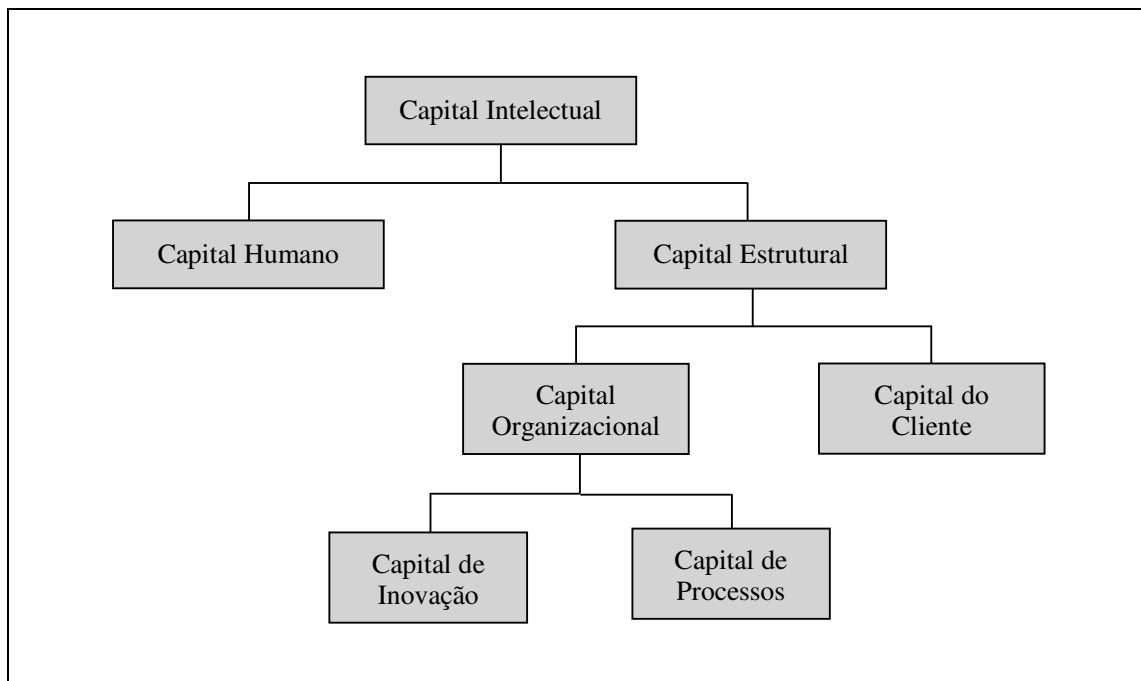 Capital Intelectual
Capital Humano
Capital Estrutural
Capital
Organizacional
Capital do
Cliente
Capital de
Inovação
Capital de
Processos